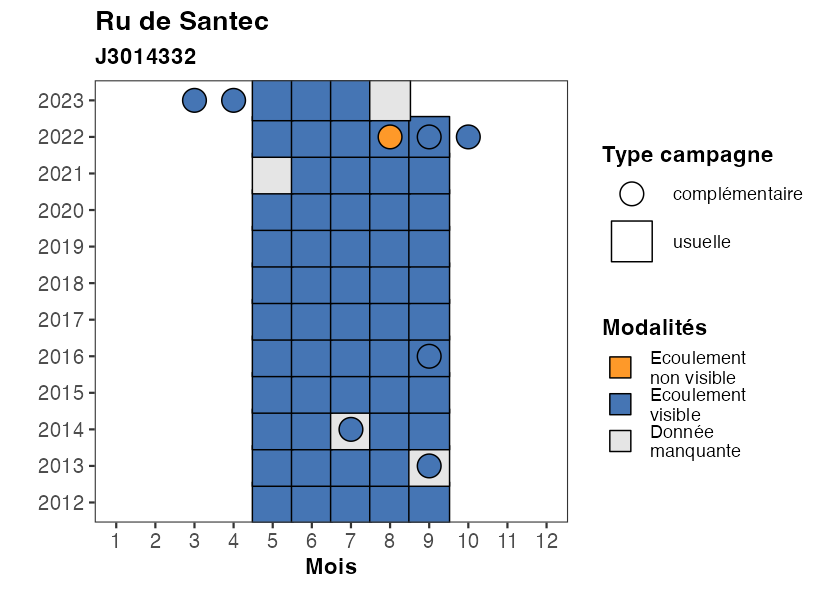 Ru de Santec
J3014332
2023
2022
2021
2020
2019
2018
2017
2016
2015
2014
2013
2012
1 2 3 4 5 6 7 8 9 10 11 12
Mois
Type campagne
complémentaire
usuelle
Modalités
Ecoulement
non visible
Ecoulement
visible
Donnée
manquante